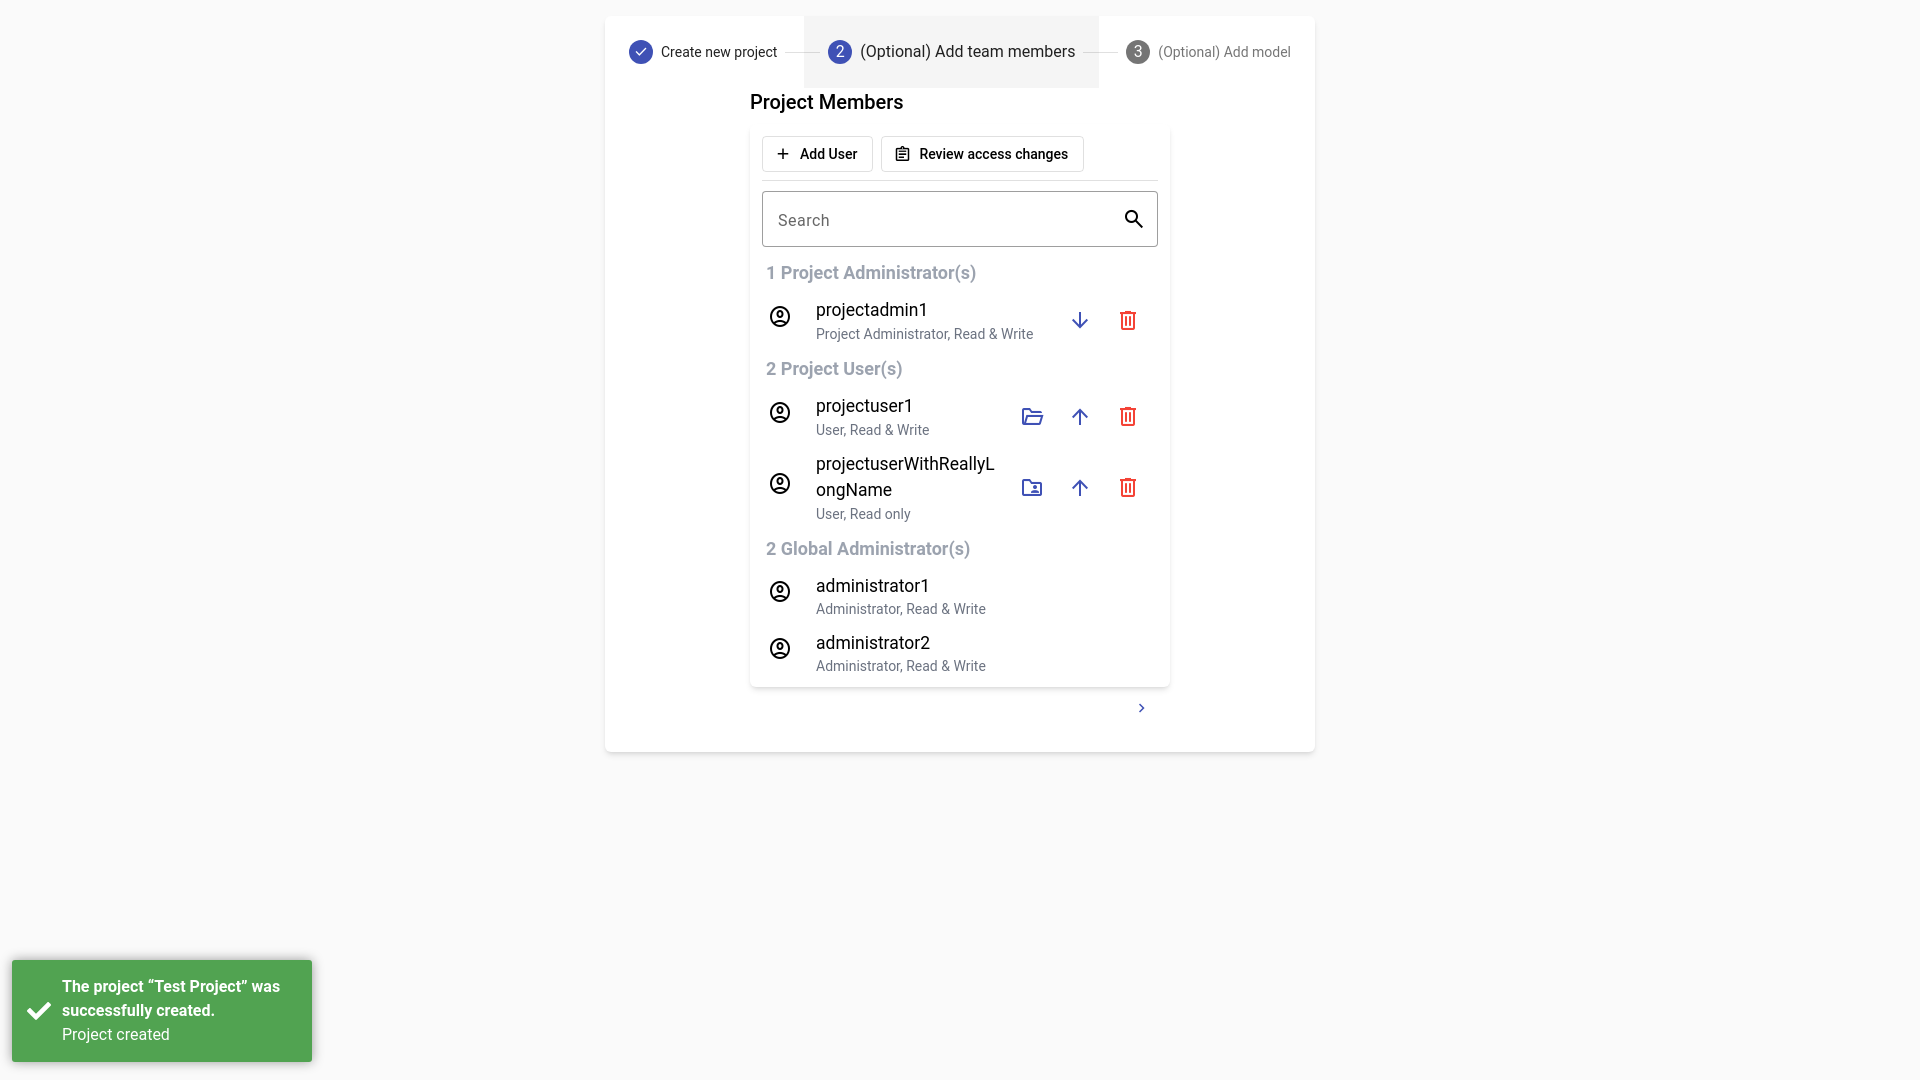 Create new project
2 (Optional) Add team members
3 (Optional) Add model
Project Members
Add User
Review access changes
Search
1 Project Administrator(s)
projectadmin1
Project Administrator, Read & Write
2 Project User(s)
projectuser1
User, Read & Write
projectuserWithReallyL
ongName
User, Read only
2 Global Administrator(s)
administrator1
Administrator, Read & Write
administrator2
Administrator, Read & Write
The project “Test Project” was
successfully created.
Project created